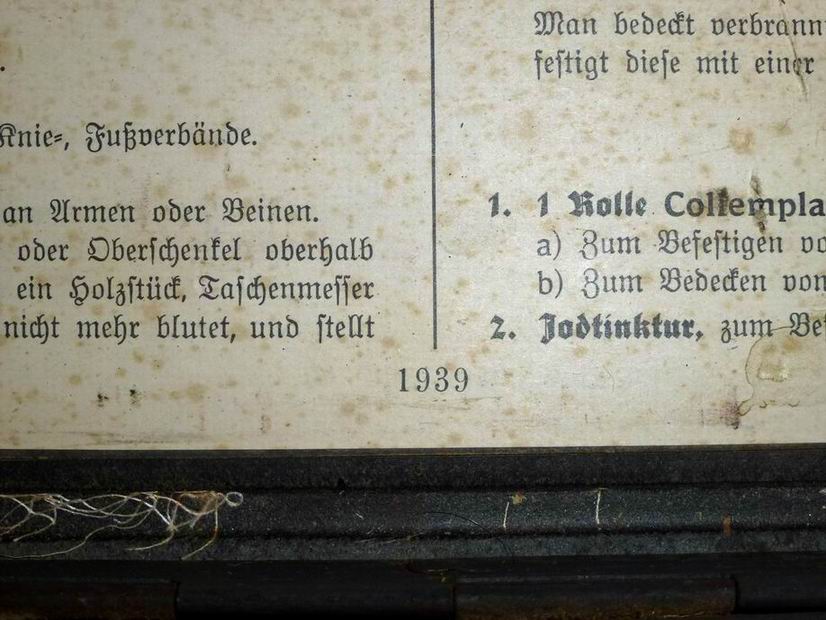 .
Knie-, Fußverbände.
an Armen oder Beinen.
oder Oberschenkel oberhalb
ein Holzstück, Taschenmesser
nicht mehr blutet, und stellt
Man bedeckt verbrann
festigt diese mit einer
1. 1 Rolle Collempla
a) Zum Befestigen vo
b) Zum Bedecken von
2. Jodtinktur, zum Be
1939